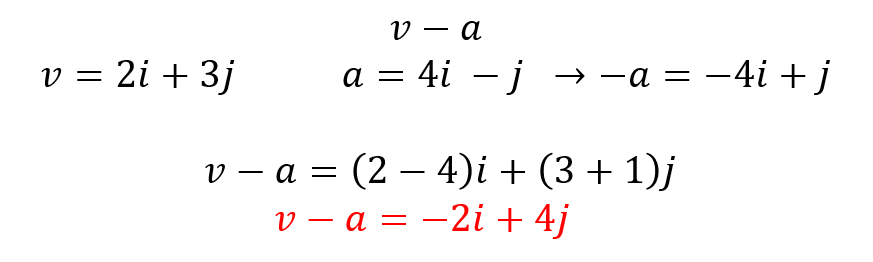 v − a
v = 2i + 3j a = 4i − j → −a = −4i + j
v − a = (2 − 4)i + (3 + 1)j
v − a = −2i + 4j